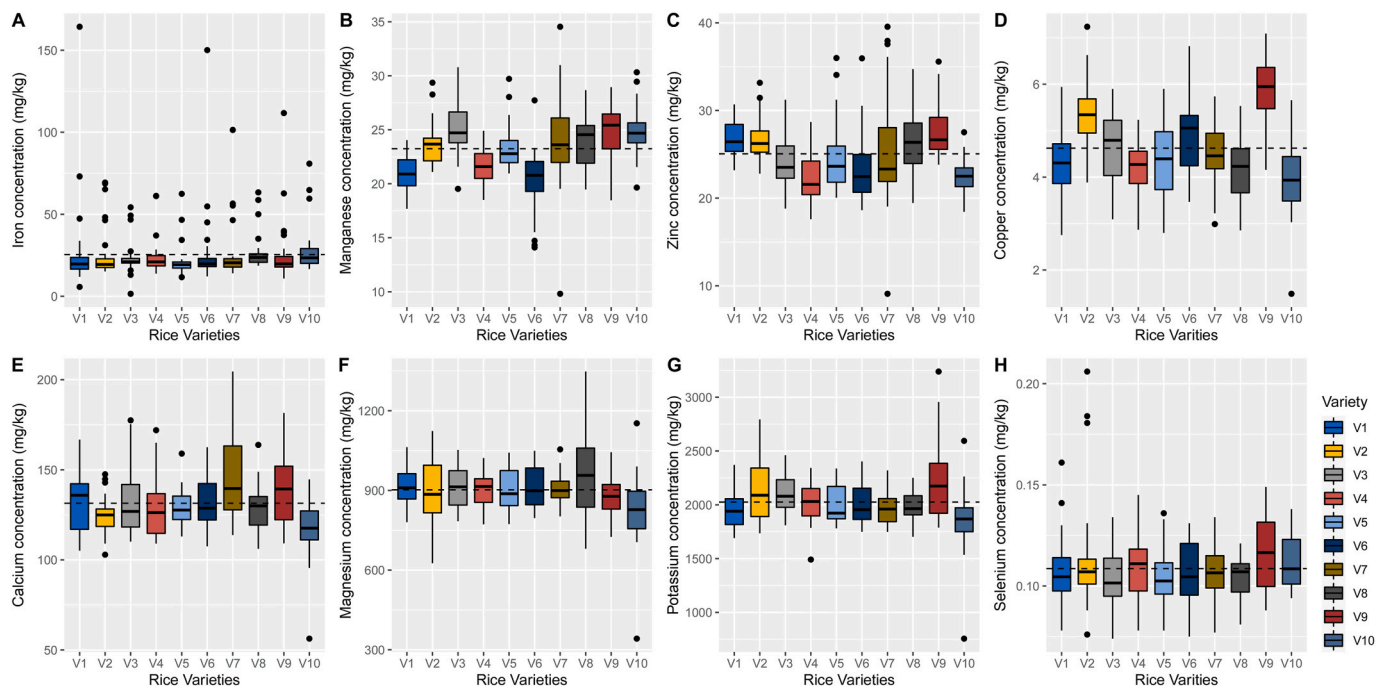 A
Iron concentration (mg/kg)
150
100
50
0
V1 V2 V3 V4 V5 V6 V7 V8 V9 V10
Rice Varieties
B
Manganese concentration (mg/kg)
35
30
25
20
15
10
V1 V2 V3 V4 V5 V6 V7 V8 V9 V10
Rice Varieties
C
Zinc concentration (mg/kg)
40
30
20
10
V1 V2 V3 V4 V5 V6 V7 V8 V9 V10
Rice Varieties
D
Copper concentration (mg/kg)
6
4
2
V1 V2 V3 V4 V5 V6 V7 V8 V9 V10
Rice Varieties
E
Calcium concentration (mg/kg)
200
150
100
50
V1 V2 V3 V4 V5 V6 V7 V8 V9 V10
Rice Varieties
F
Magnesium concentration (mg/kg)
1200
900
600
300
V1 V2 V3 V4 V5 V6 V7 V8 V9 V10
Rice Varieties
G
Potassium concentration (mg/kg)
3000
2500
2000
1500
1000
V1 V2 V3 V4 V5 V6 V7 V8 V9 V10
Rice Varieties
H
Selenium concentration (mg/kg)
0.20
0.15
0.10
V1 V2 V3 V4 V5 V6 V7 V8 V9 V10
Rice Varieties
Variety
V1
V2
V3
V4
V5
V6
V7
V8
V9
V10